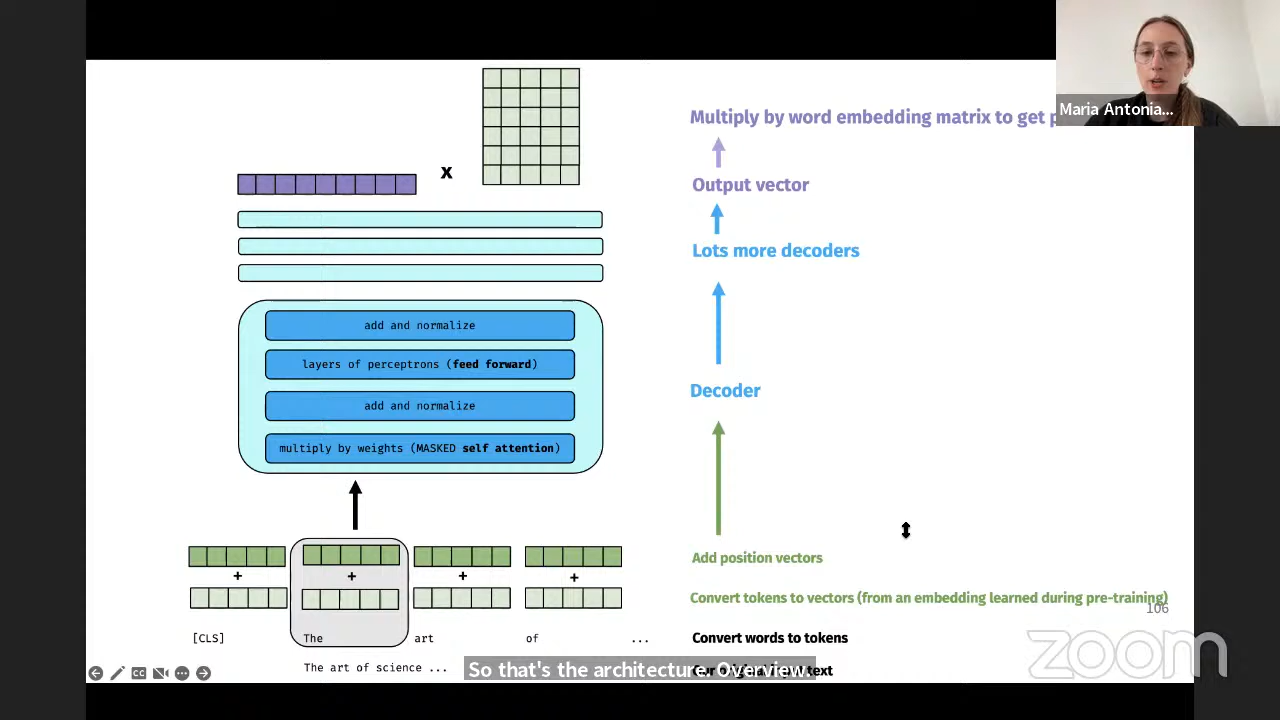 Maria Antonia...
Multiply by word embedding matrix to get
x
Output vector
Lots more decoders
add and normalize
layers of perceptrons (feed forward)
add and normalize
multiply by weights (MASKED self attention)
Decoder
Add position vectors
+ + + +
Convert tokens to vectors (from an embedding learned during pre-training)
106
[CLS] The art of ...
Convert words to tokens
The art of science ...
So that's the architecture. Overview.
text
zoom